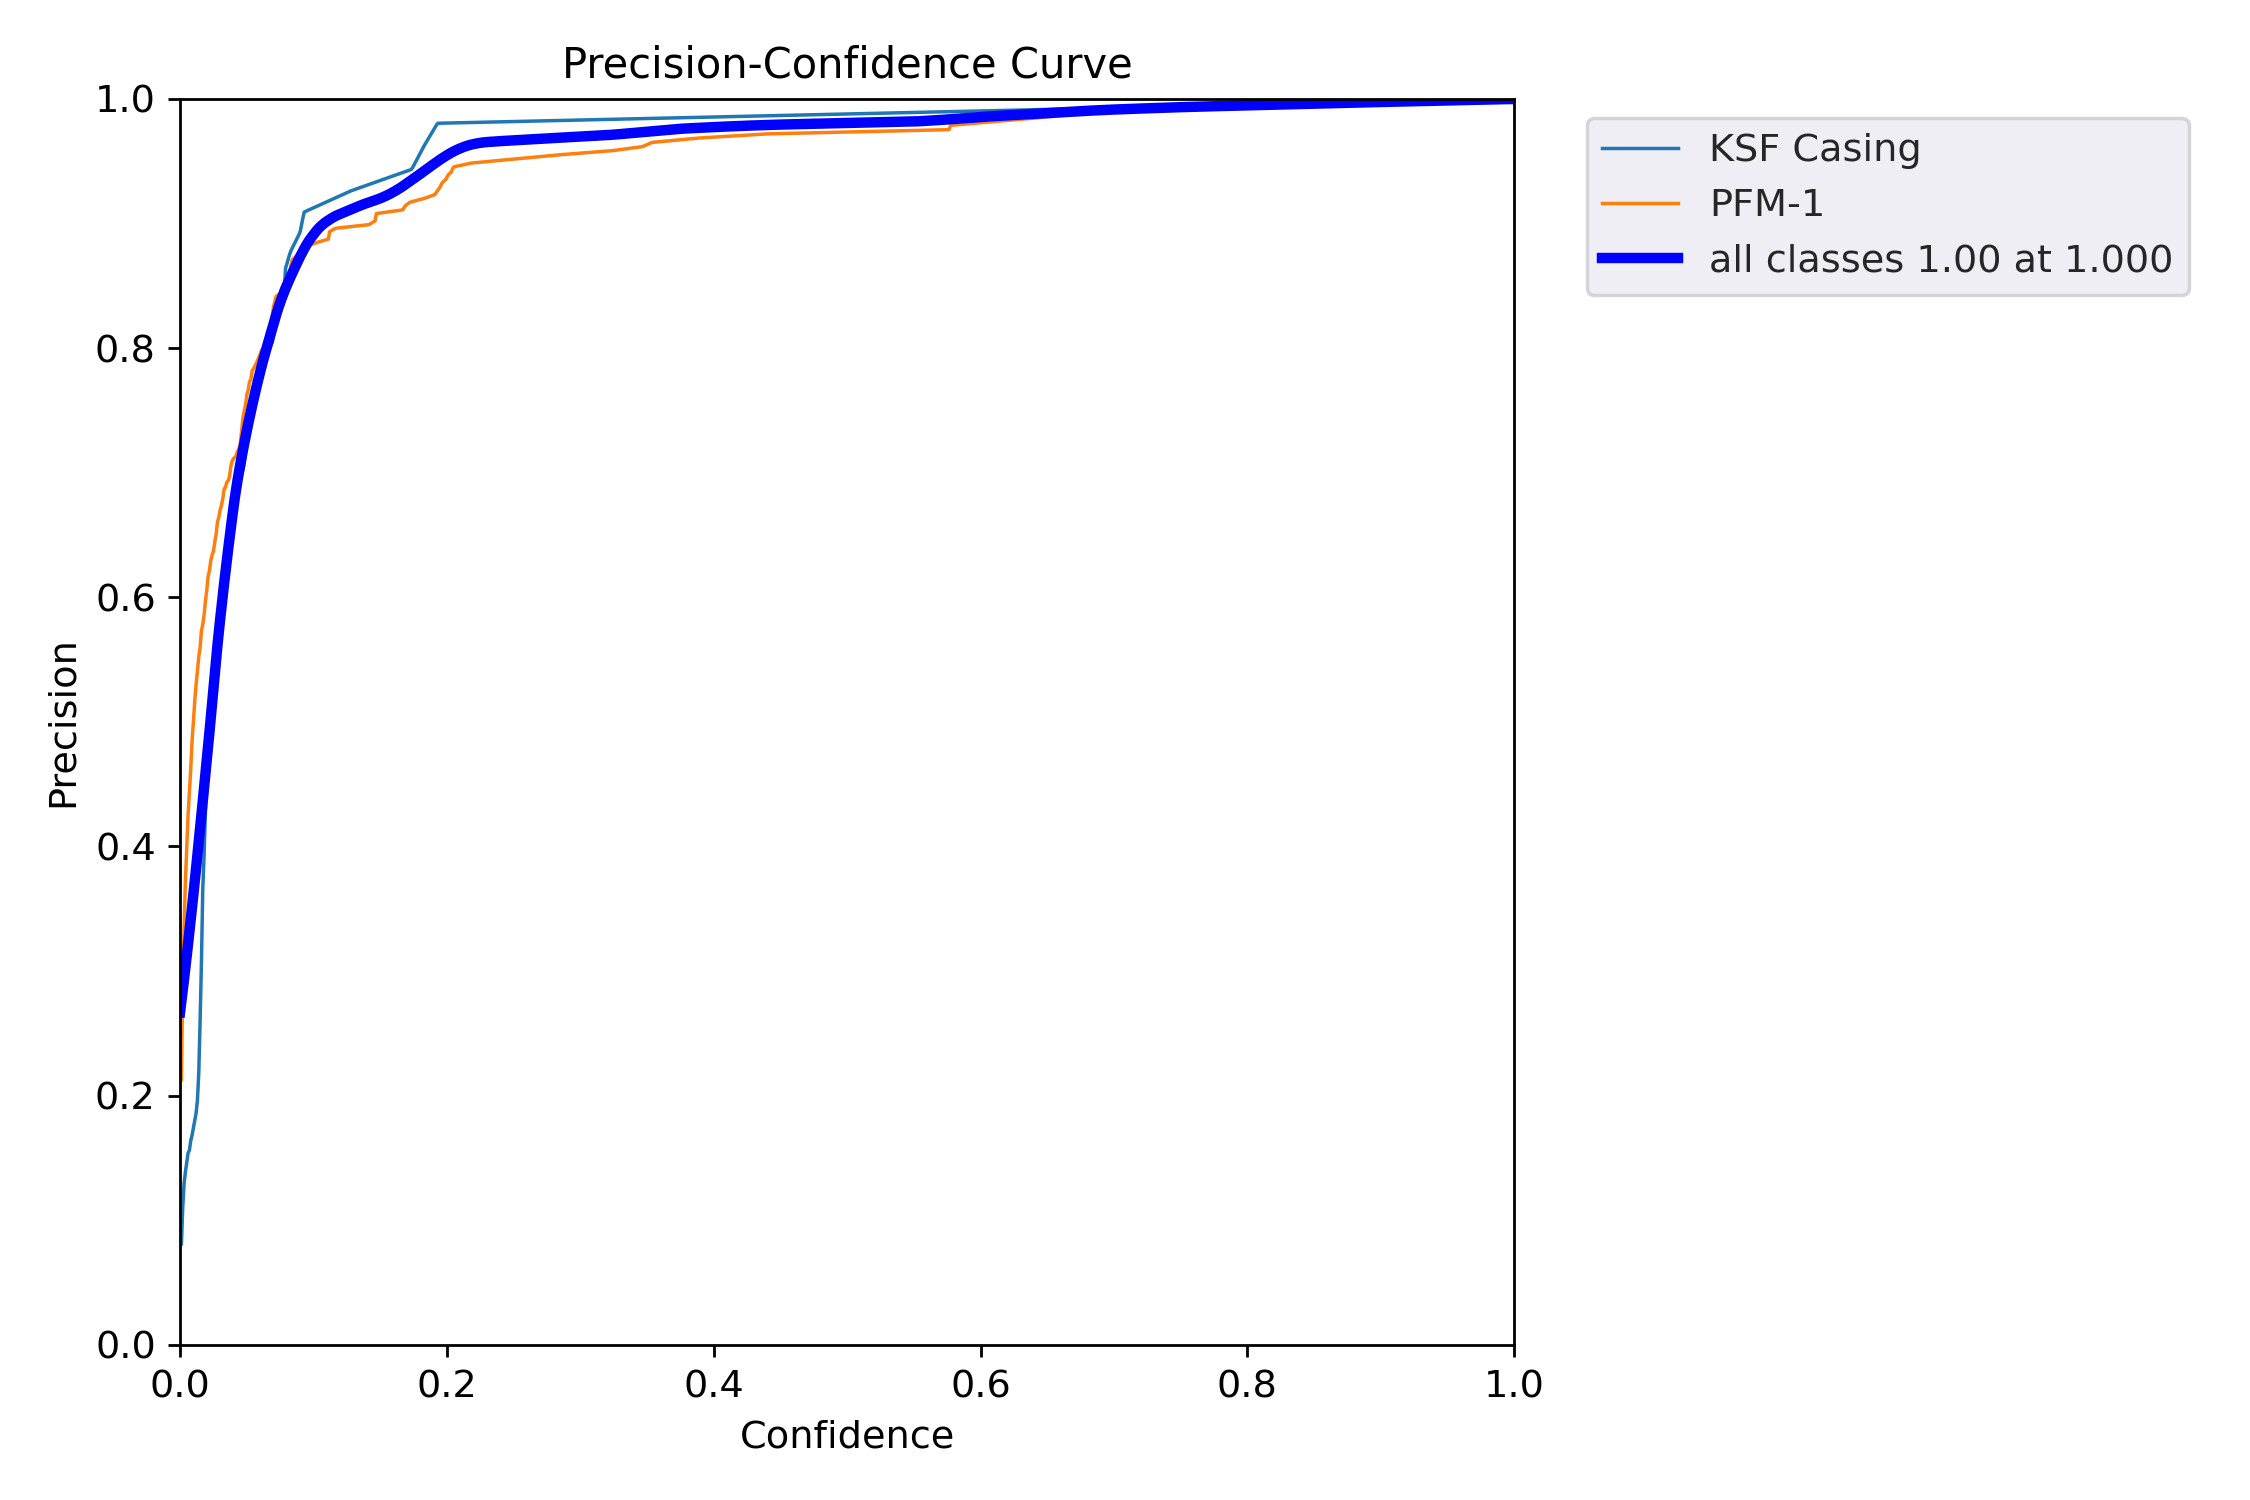 Precision-Confidence Curve
1.0
0.8
0.6
0.4
0.2
0.0
Precision
0.0 0.2 0.4 0.6 0.8 1.0
Confidence
KSF Casing
PFM-1
all classes 1.00 at 1.000